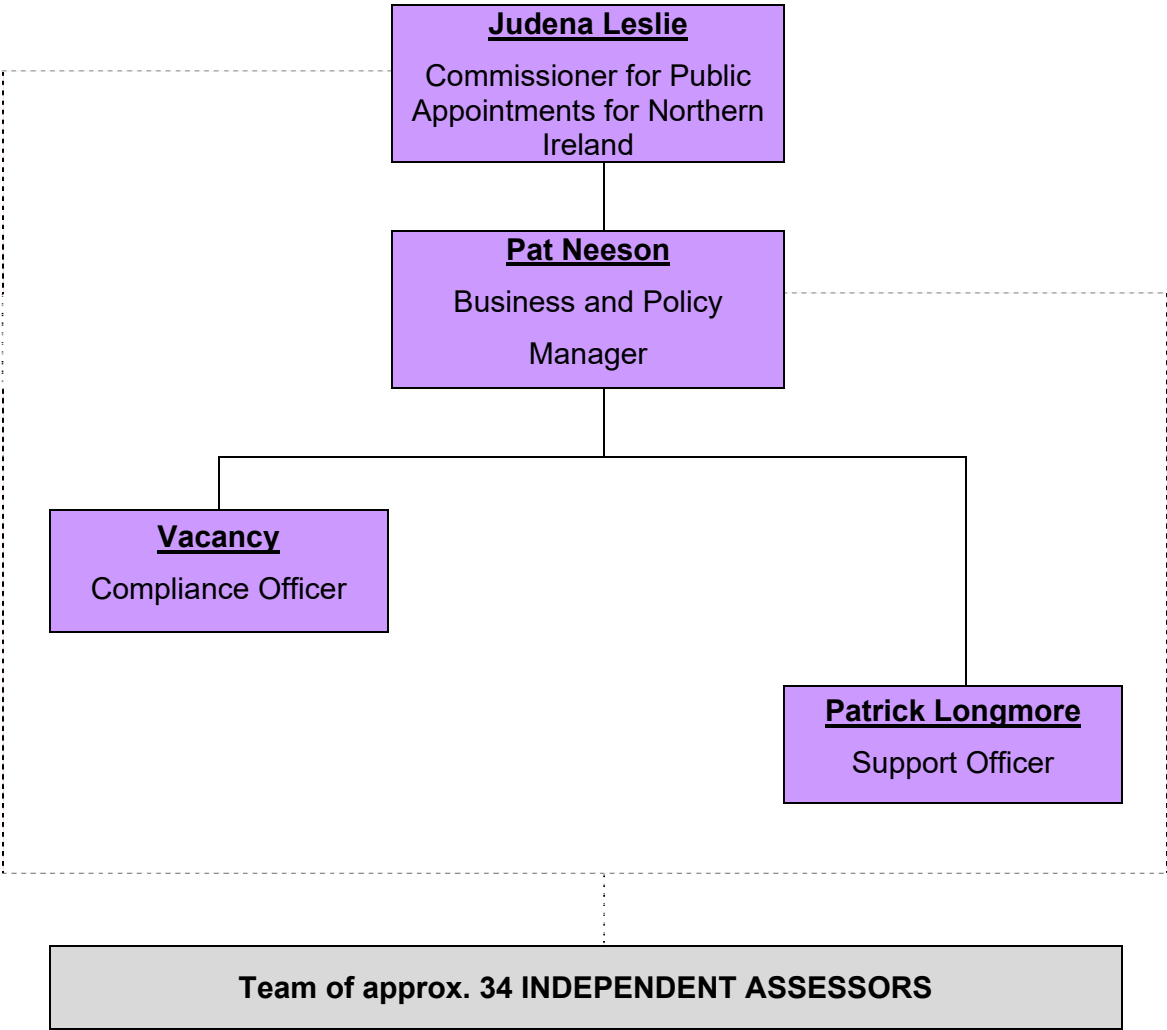 Judena Leslie
Commissioner for Public
Appointments for Northern
Ireland
Pat Neeson
Business and Policy
Manager
Vacancy
Compliance Officer
Patrick Longmore
Support Officer
Team of approx. 34 INDEPENDENT ASSESSORS